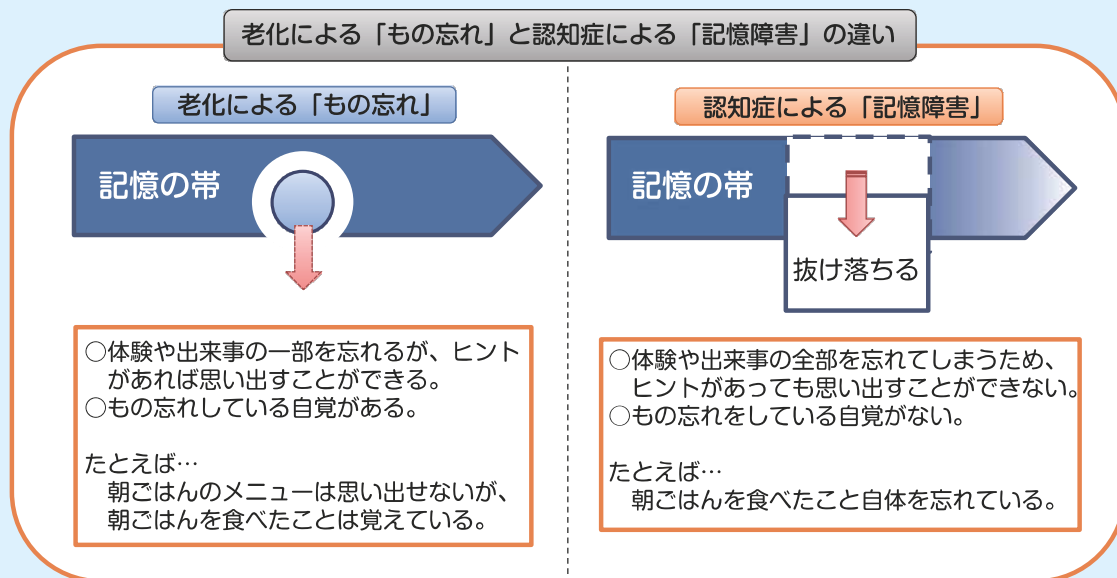 老化による「もの忘れ」と認知症による「記憶障害」の違い
老化による「もの忘れ」
記憶の帯
○体験や出来事の一部を忘れるが、ヒント
があれば思い出すことができる。
○もの忘れしている自覚がある。
たとえば…
朝ごはんのメニューは思い出せないが、
朝ごはんを食べたことは覚えている。
認知症による「記憶障害」
記憶の帯
抜け落ちる
○体験や出来事の全部を忘れてしまうため、
ヒントがあっても思い出すことができない。
○もの忘れをしている自覚がない。
たとえば…
朝ごはんを食べたこと自体を忘れている。